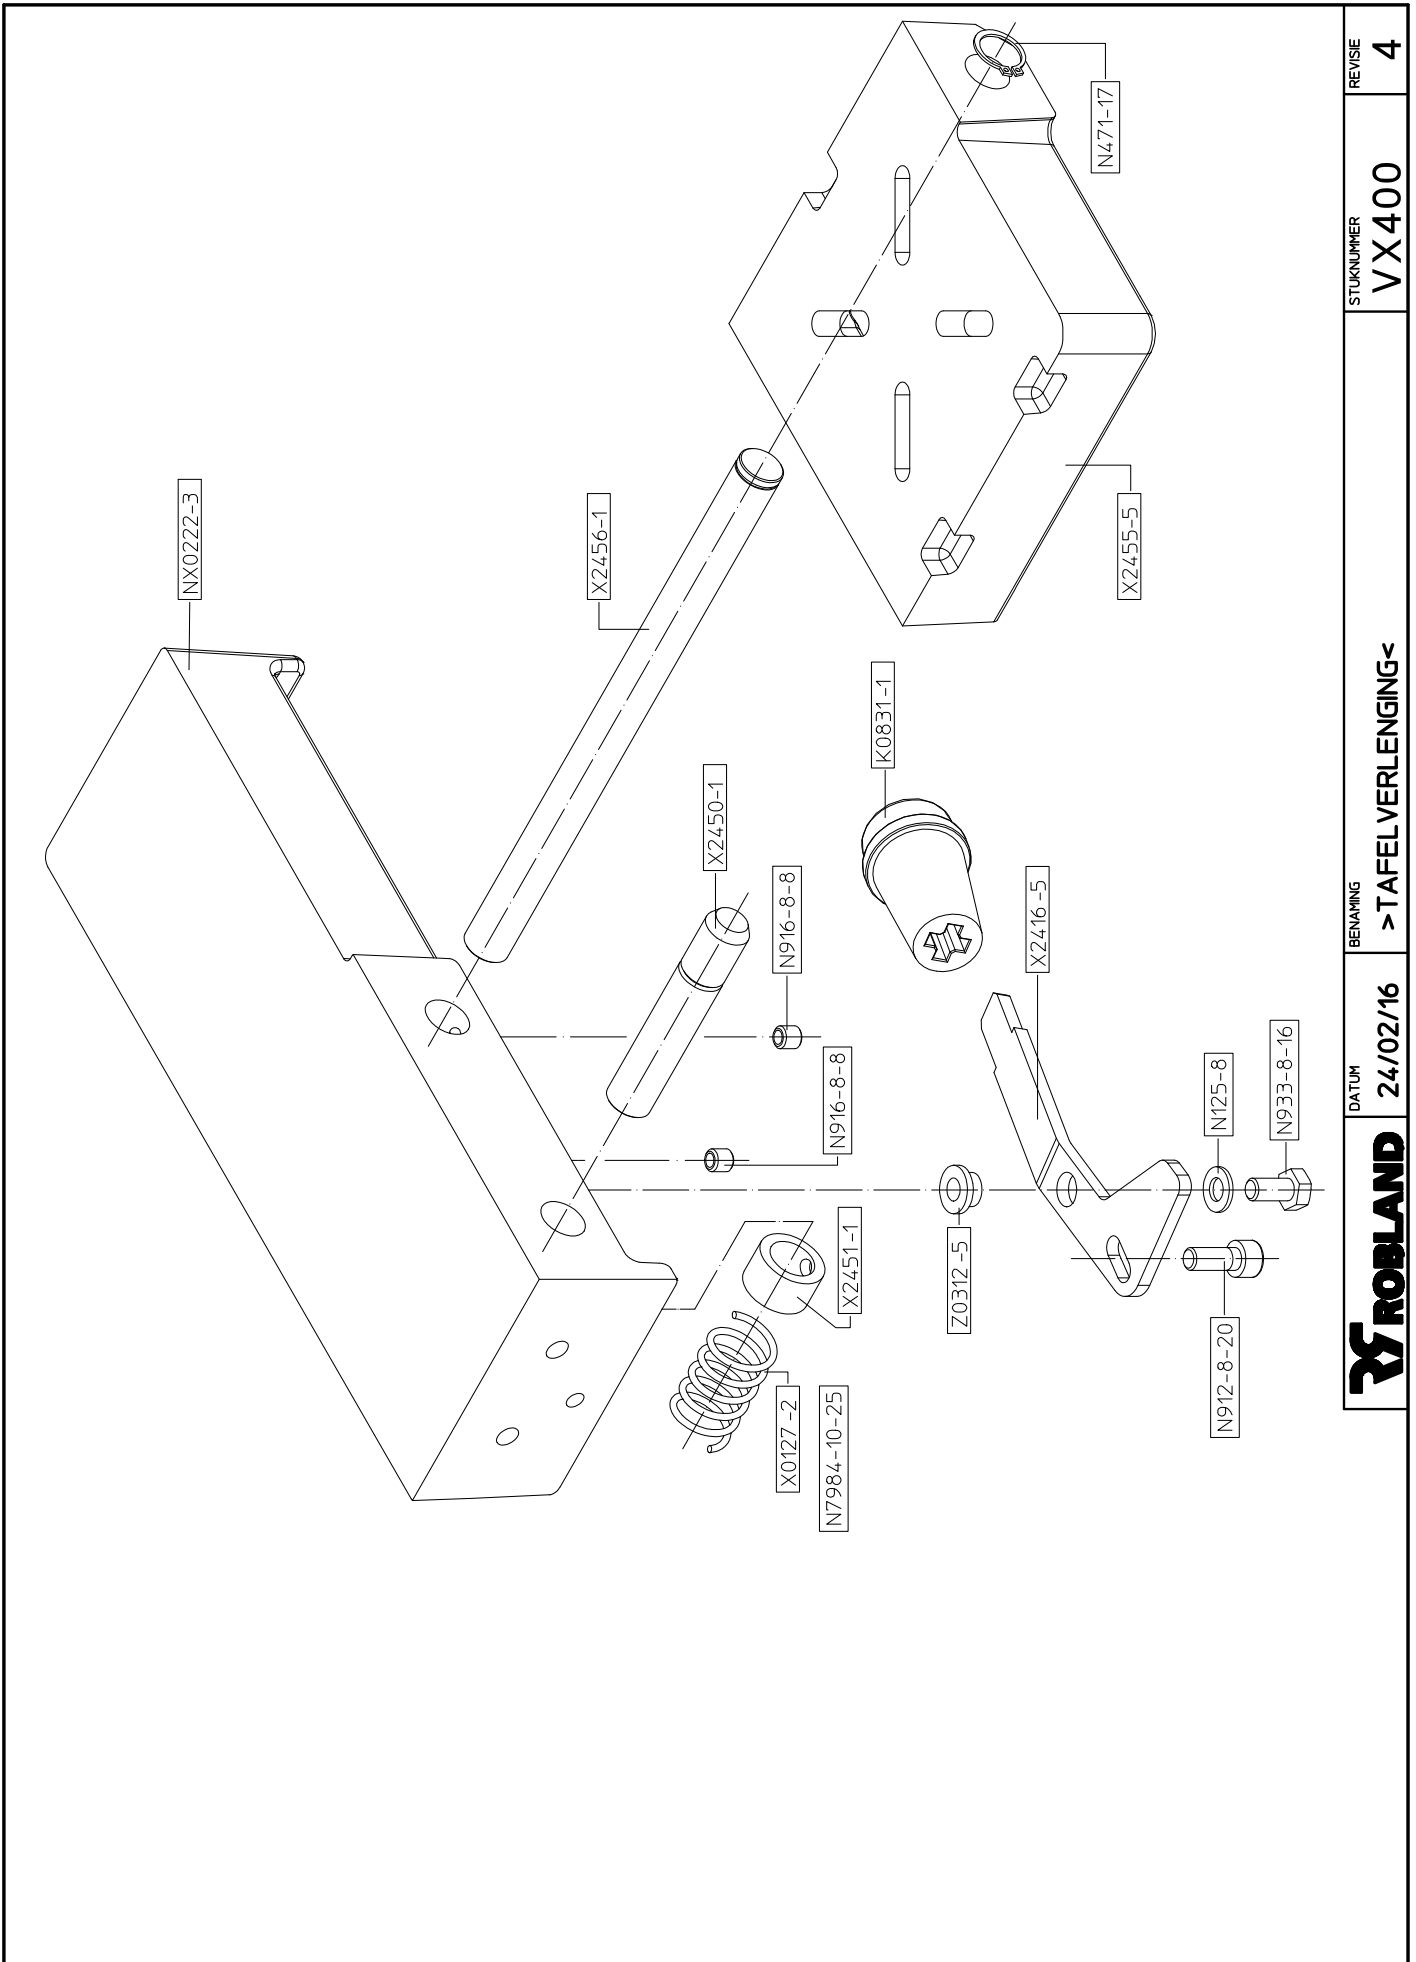 NX0222-3
X2456-1
X2450-1
N916-8-8
N916-8-8
N471-17
X2455-5
K0831-1
X2416-5
N125-8
N933-8-16
Z0312-5
X2451-1
X0127-2
N7984-10-25
N912-8-20
ROBLAND
DATUM
24/02/16
BENAMING
>TAFELVERLENGING<
STUKNUMMER
VX400
REVISIE
4